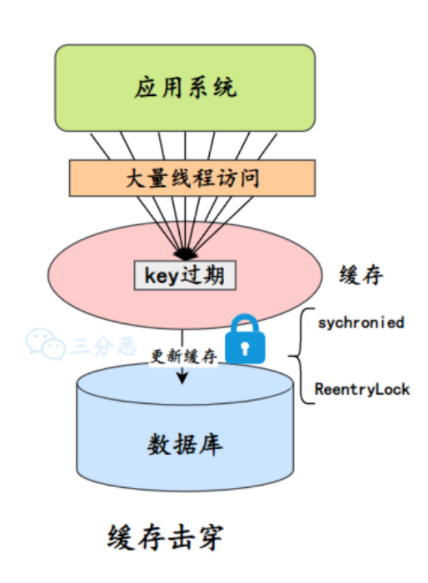 应用系统
大量线程访问
key过期
缓存
sychronied
三分恶
更新缓存
ReentryLock
数据库
缓存击穿